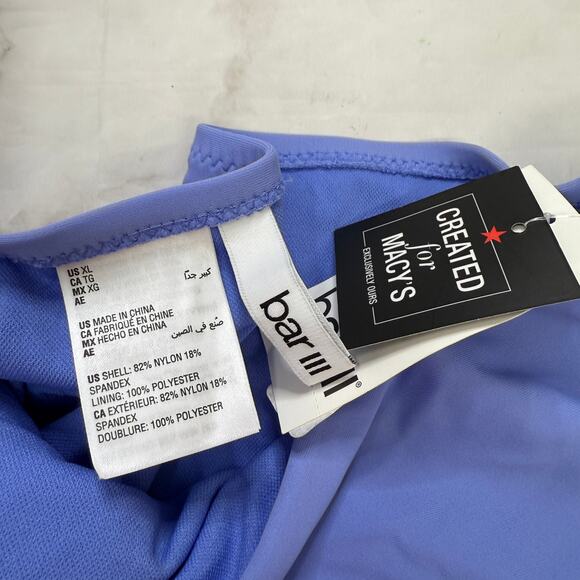 US XL
CA TG
MX XG
AE
كبير جدًا
US MADE IN CHINA
CA FABRIQUÉ EN CHINE
MX HECHO EN CHINA
AE
صُنع في الصين
US SHELL: 82% NYLON 18%
SPANDEX
LINING: 100% POLYESTER
CA EXTÉRIEUR: 82% NYLON 18%
SPANDEX
DOUBLURE: 100% POLYESTER
bar III
CREATED
for
MACY'S
EXCLUSIVELY OURS